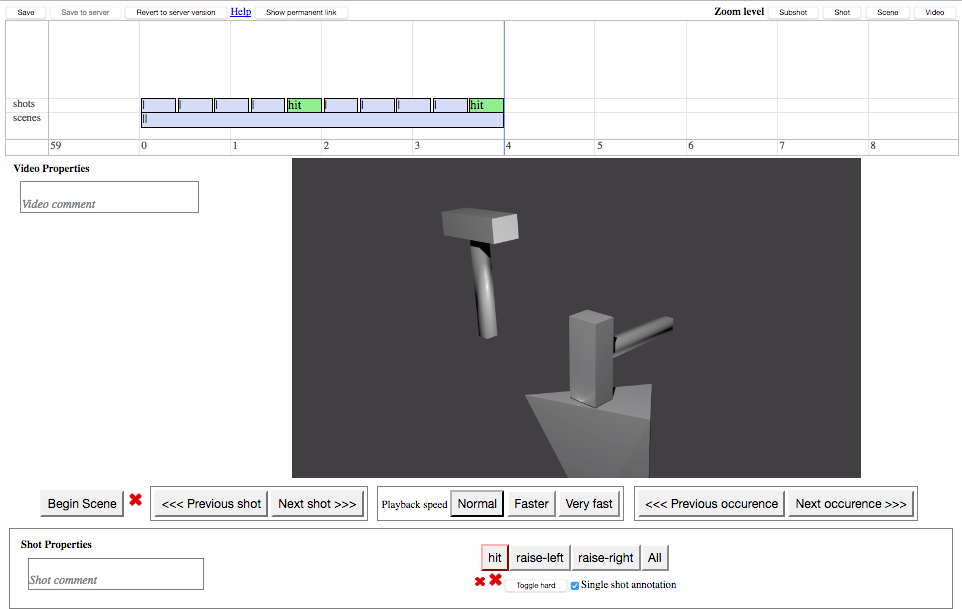 Save Save to server Revert to server version Help Show permanent link Zoom level Subshot Shot Scene Video
shots | | | | hit | | | | hit
scenes ||
59 0 1 2 3 4 5 6 7 8
Video Properties
Video comment
Begin Scene ✖ <<< Previous shot Next shot >>> Playback speed Normal Faster Very fast <<< Previous occurence Next occurence >>>
Shot Properties
hit raise-left raise-right All
Shot comment
✖ ✖ Toggle hard Single shot annotation